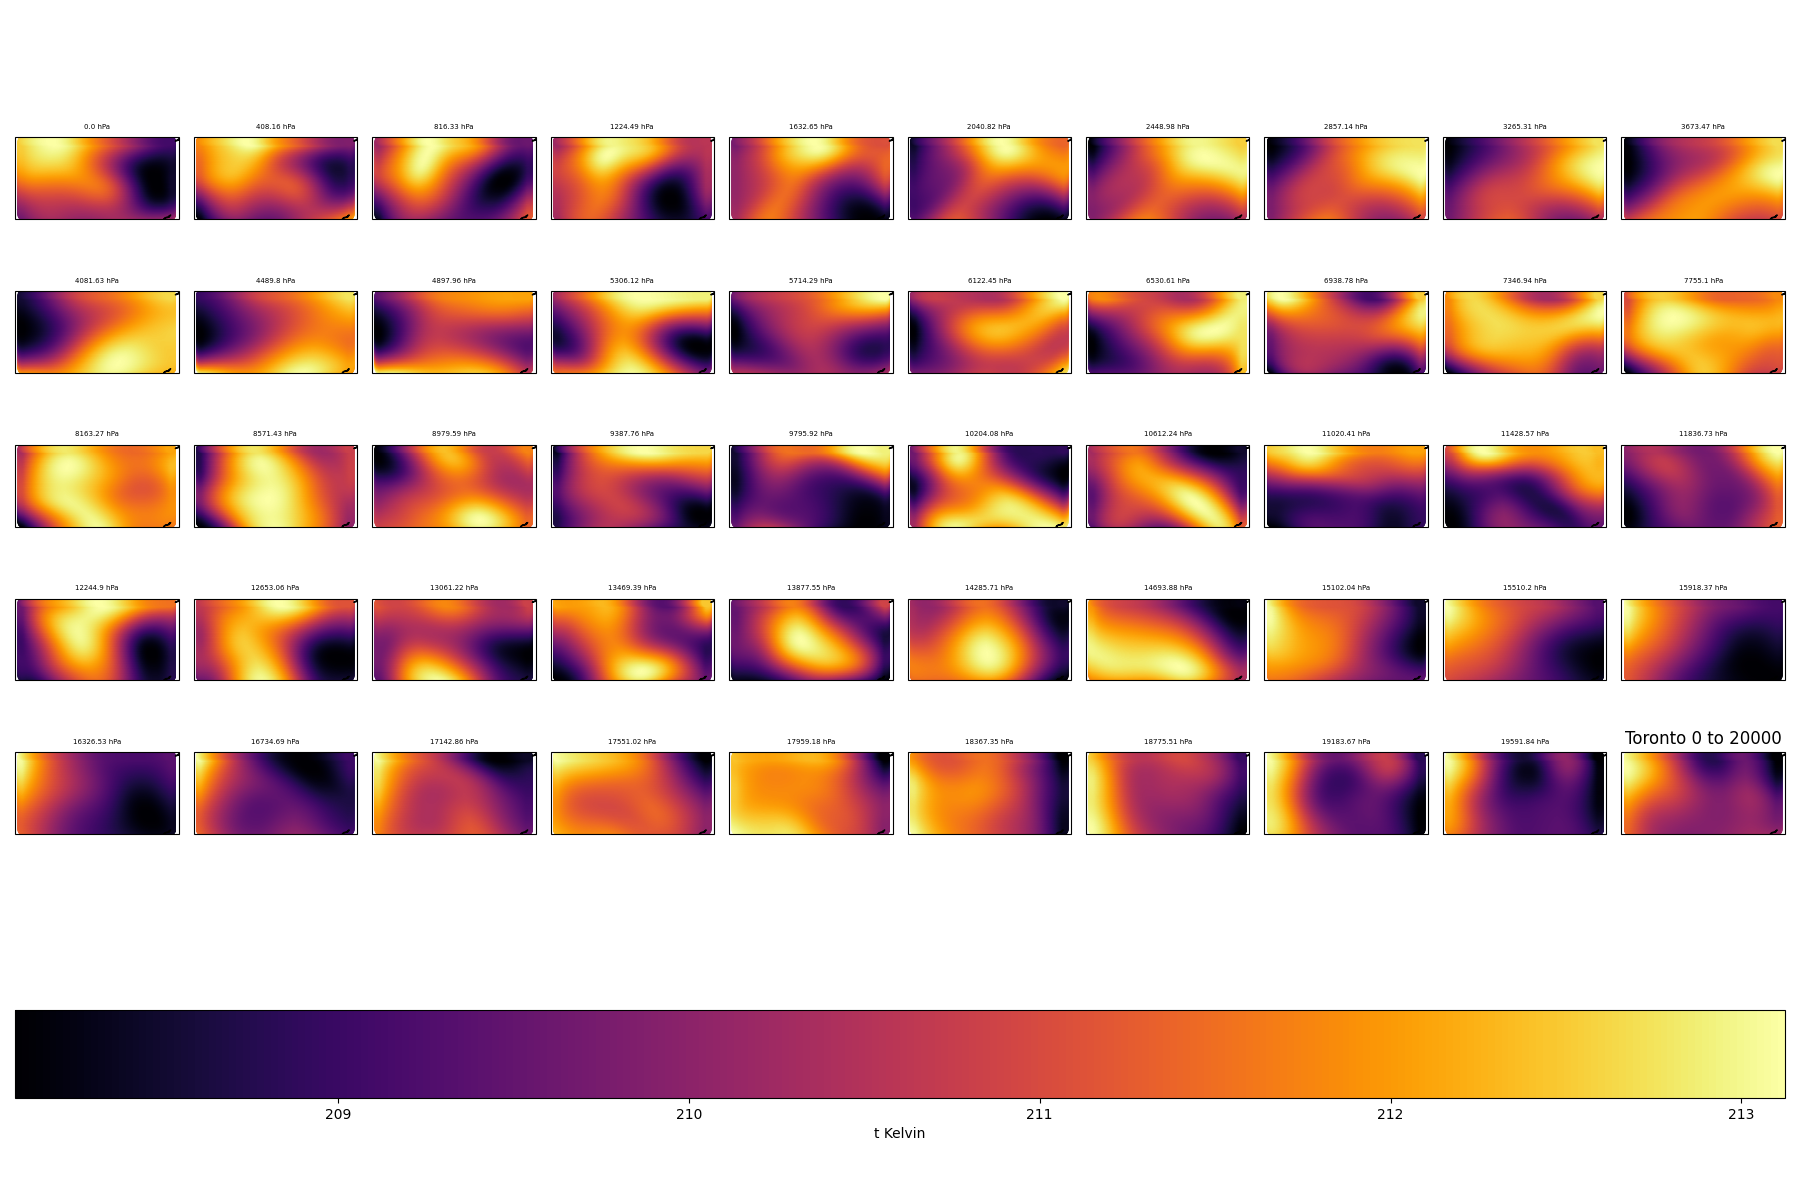 0.0 hPa
408.16 hPa
816.33 hPa
1224.49 hPa
1632.65 hPa
2040.82 hPa
2448.98 hPa
2857.14 hPa
3265.31 hPa
3673.47 hPa
4081.63 hPa
4489.8 hPa
4897.96 hPa
5306.12 hPa
5714.29 hPa
6122.45 hPa
6530.61 hPa
6938.78 hPa
7346.94 hPa
7755.1 hPa
8163.27 hPa
8571.43 hPa
8979.59 hPa
9387.76 hPa
9795.92 hPa
10204.08 hPa
10612.24 hPa
11020.41 hPa
11428.57 hPa
11836.73 hPa
12244.9 hPa
12653.06 hPa
13061.22 hPa
13469.39 hPa
13877.55 hPa
14285.71 hPa
14693.88 hPa
15102.04 hPa
15510.2 hPa
15918.37 hPa
16326.53 hPa
16734.69 hPa
17142.86 hPa
17551.02 hPa
17959.18 hPa
18367.35 hPa
18775.51 hPa
19183.67 hPa
19591.84 hPa
Toronto 0 to 20000
209
210
211
212
213
t Kelvin